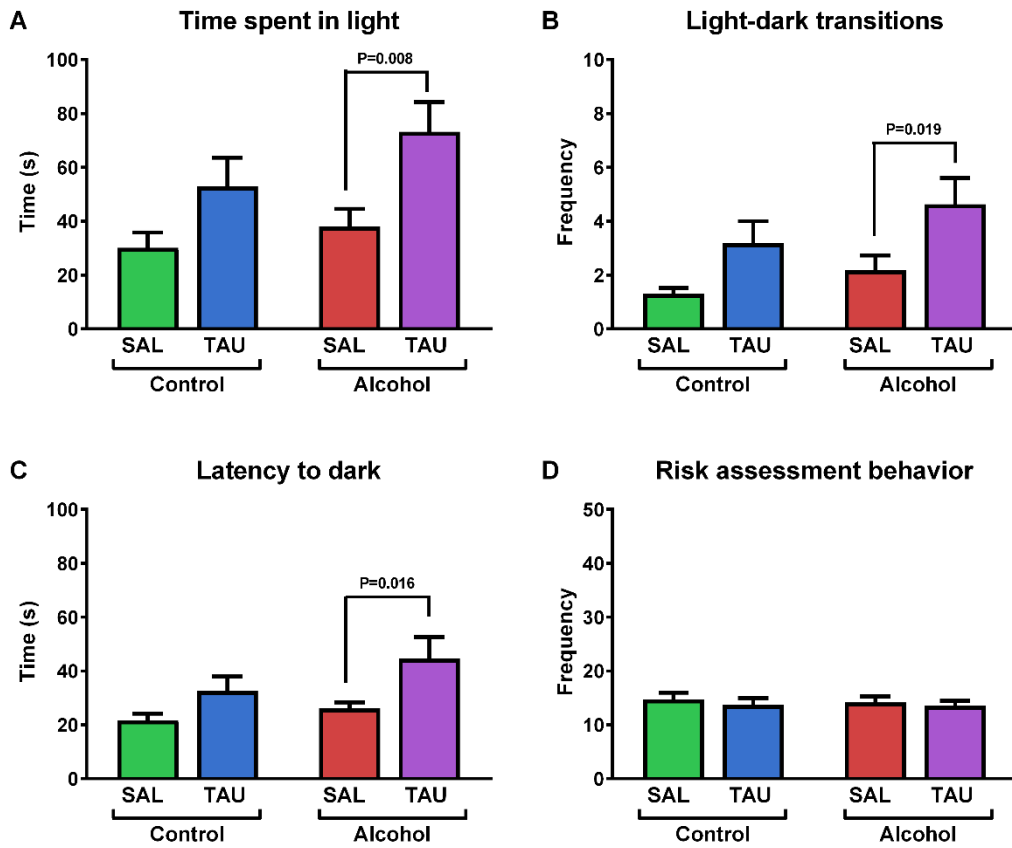 A Time spent in light
100
80
60
40
20
0
Time (s)
P=0.008
SAL TAU SAL TAU
Control Alcohol
B Light-dark transitions
10
8
6
4
2
0
Frequency
P=0.019
SAL TAU SAL TAU
Control Alcohol
C Latency to dark
100
80
60
40
20
0
Time (s)
P=0.016
SAL TAU SAL TAU
Control Alcohol
D Risk assessment behavior
50
40
30
20
10
0
Frequency
SAL TAU SAL TAU
Control Alcohol